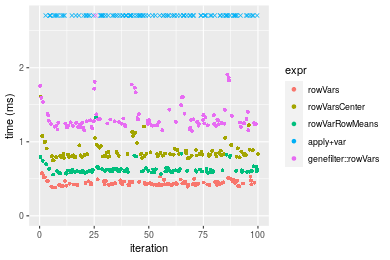 time (ms)
2
1
0
0
25
50
75
100
iteration
expr
rowVars
rowVarsCenter
rowVarRowMeans
apply+var
genefilter::rowVars